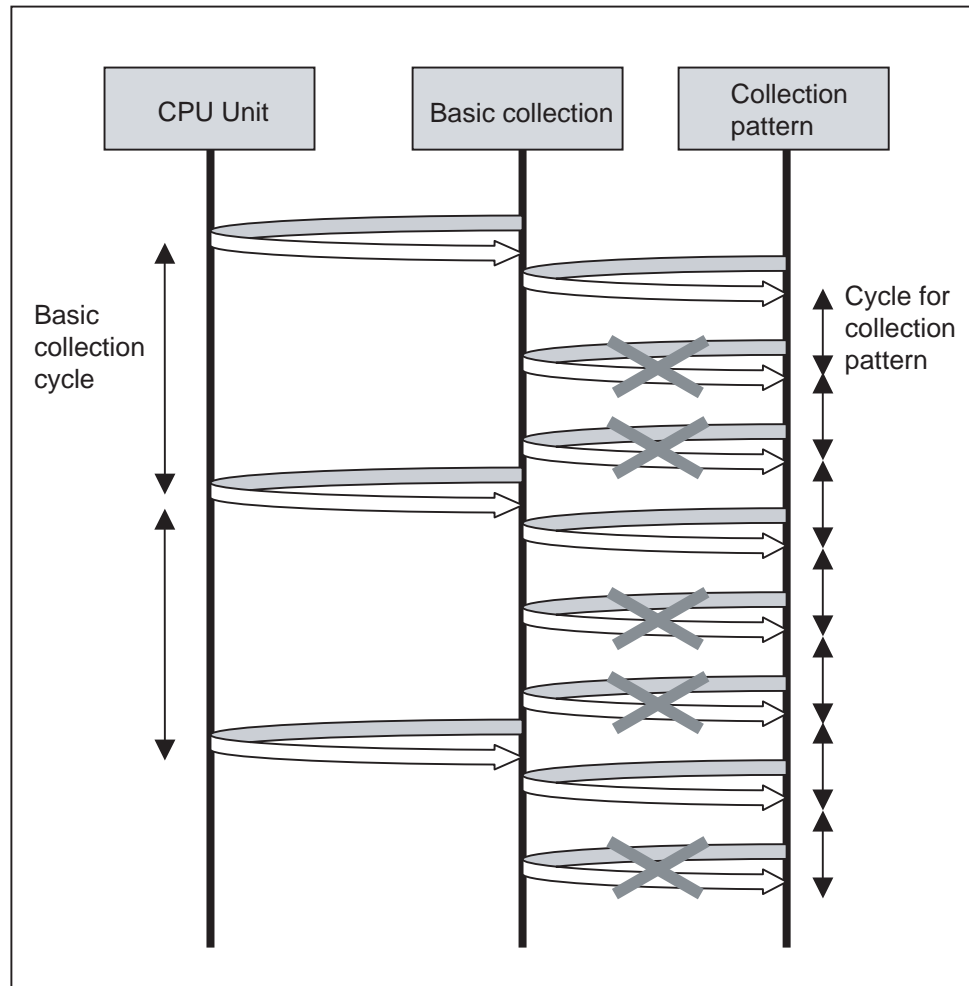 CPU Unit
Basic collection
Collection
pattern
Basic
collection
cycle
Cycle for
collection
pattern